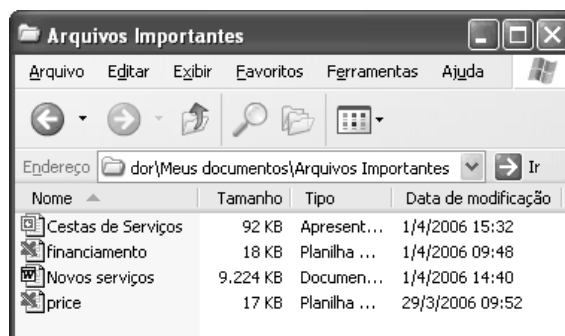 Arquivos Importantes
Arquivo Editar Exibir Favoritos Ferramentas Ajuda
Endereço dor\Meus documentos\Arquivos Importantes Ir
Nome Tamanho Tipo Data de modificação
Cestas de Serviços 92 KB Apresent... 1/4/2006 15:32
financiamento 18 KB Planilha ... 1/4/2006 09:48
Novos serviços 9.224 KB Documen... 1/4/2006 14:40
price 17 KB Planilha ... 29/3/2006 09:52